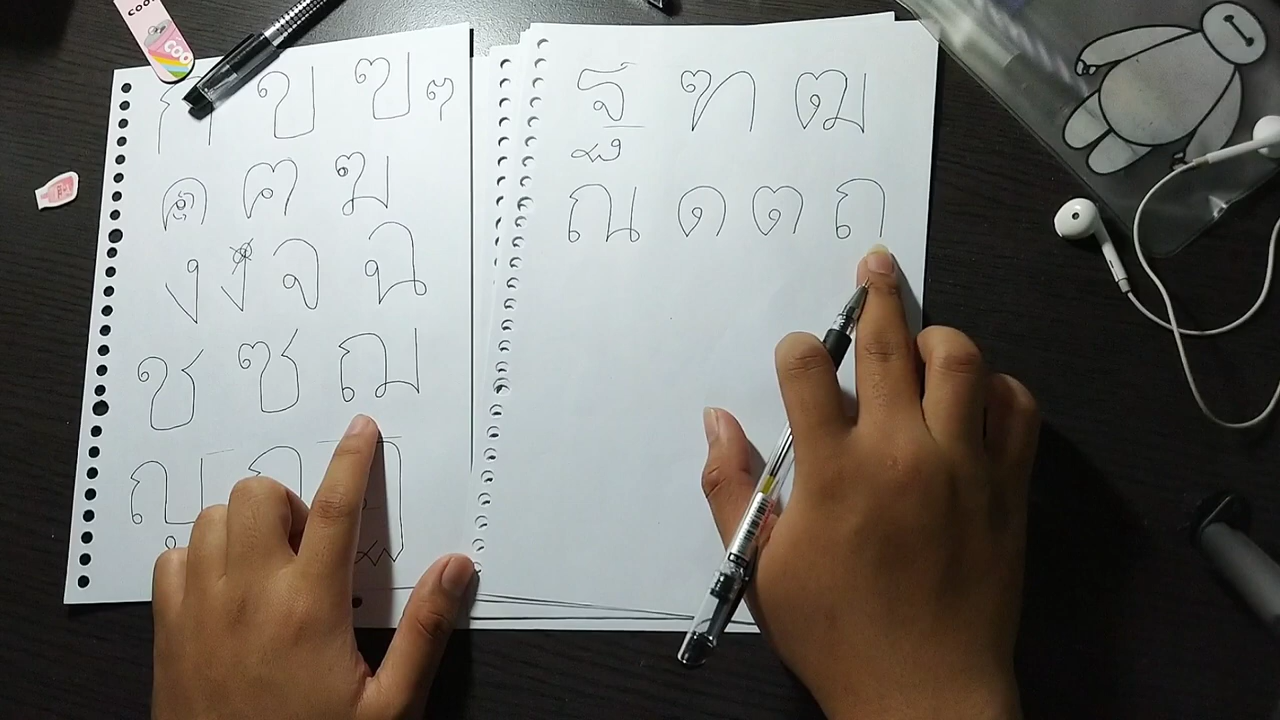 ก ข ฃ
ค ฅ ฆ
ง ง จ ฉ
ช ซ ฌ
ญ ฏ
ฐ ฑ ฒ
ณ ด ต ถ